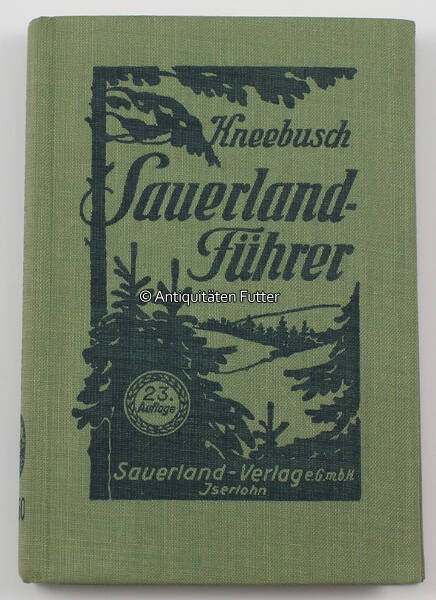 Kneebusch
Sauerland-
Führer
© Antiquitäten Futter
23.
Auflage
Sauerland-Verlag e.G.m.b.H
Iserlohn